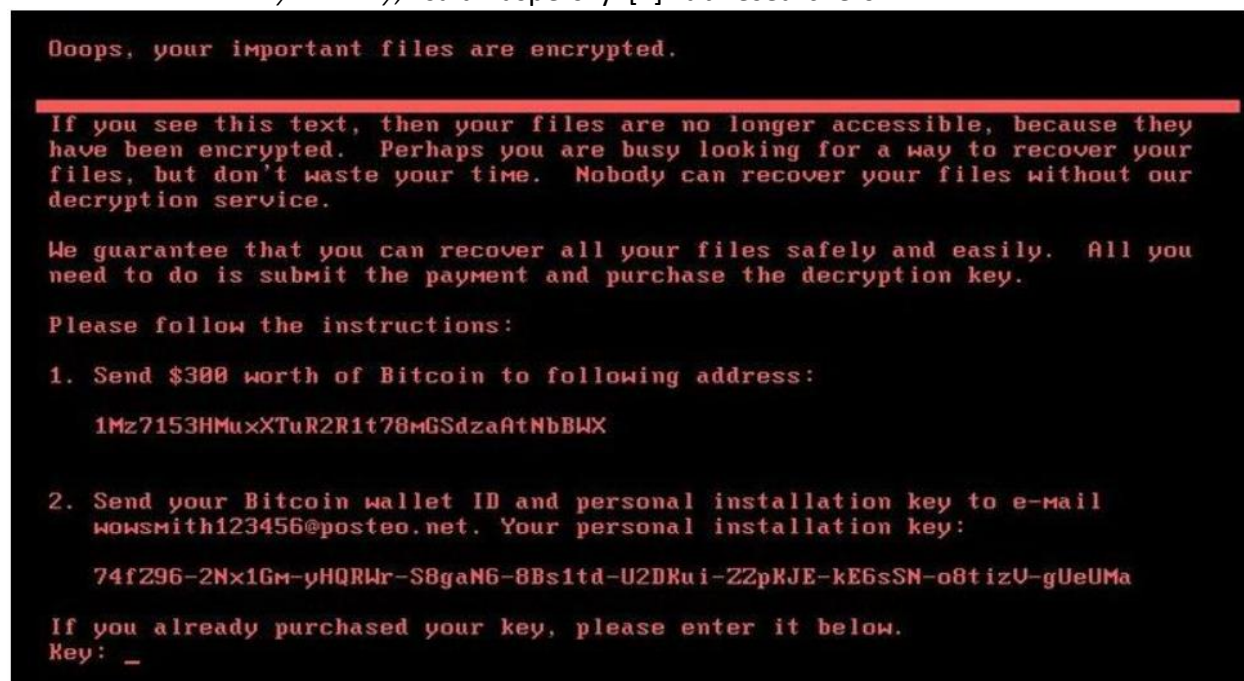 Ooops, your important files are encrypted.
If you see this text, then your files are no longer accessible, because they
have been encrypted. Perhaps you are busy looking for a way to recover your
files, but don't waste your time. Nobody can recover your files without our
decryption service.
We guarantee that you can recover all your files safely and easily. All you
need to do is submit the payment and purchase the decryption key.
Please follow the instructions:
1. Send $300 worth of Bitcoin to following address:
1Mz7153HMuxXTuR2R1t78mGSdzaAtNbBWX
2. Send your Bitcoin wallet ID and personal installation key to e-mail
wowsmith123456@posteo.net. Your personal installation key:
74fZ96-2Nx1Gm-yHQRWr-S8gaN6-8Bs1td-U2DKui-ZZpKJE-kE6sSN-o8tizV-gUeUMa
If you already purchased your key, please enter it below.
Key: _